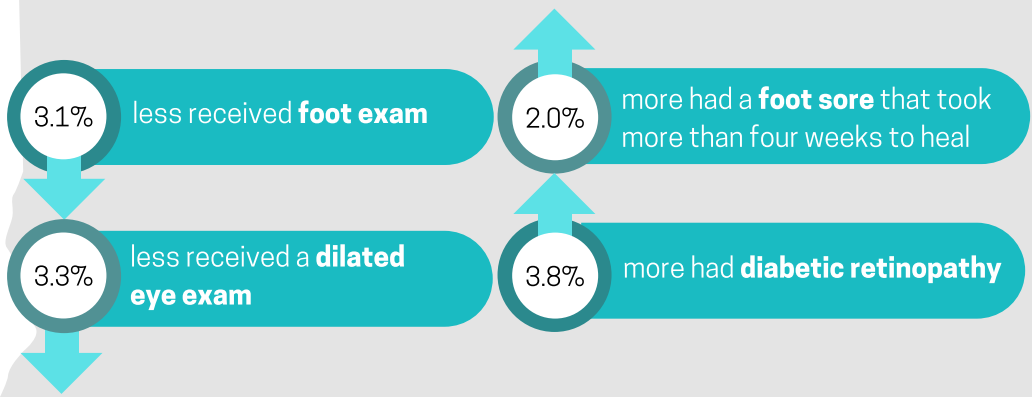 3.1%
less received foot exam
3.3%
less received a dilated
eye exam
2.0%
more had a foot sore that took
more than four weeks to heal
3.8%
more had diabetic retinopathy